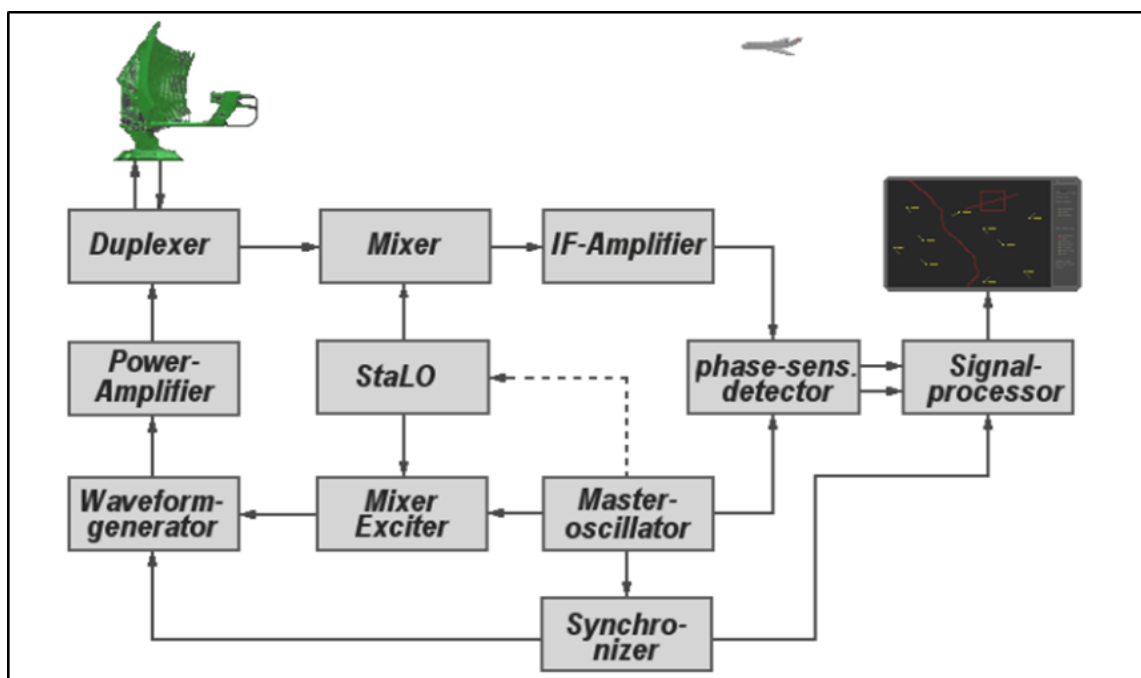 Duplexer
Mixer
IF-Amplifier
Power-
Amplifier
StaLO
phase-sens.
detector
Signal-
processor
Waveform-
generator
Mixer
Exciter
Master-
oscillator
Synchro-
nizer